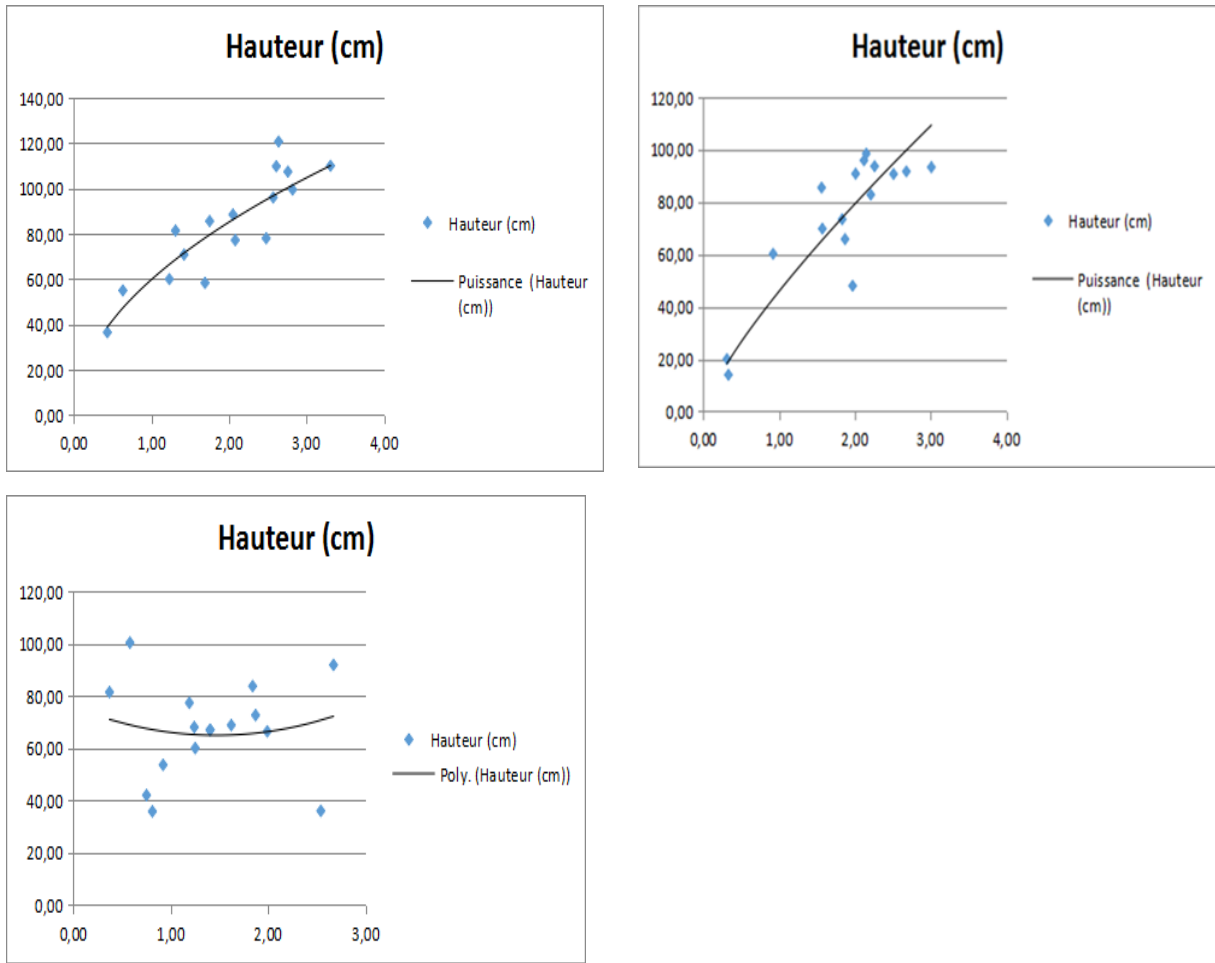 Hauteur (cm)
140,00
120,00
100,00
80,00
60,00
40,00
20,00
0,00
0,00 1,00 2,00 3,00 4,00
Hauteur (cm)
Puissance (Hauteur
(cm))
Hauteur (cm)
120,00
100,00
80,00
60,00
40,00
20,00
0,00
0,00 1,00 2,00 3,00 4,00
Hauteur (cm)
Puissance (Hauteur
(cm))
Hauteur (cm)
120,00
100,00
80,00
60,00
40,00
20,00
0,00
0,00 1,00 2,00 3,00
Hauteur (cm)
Poly. (Hauteur (cm))